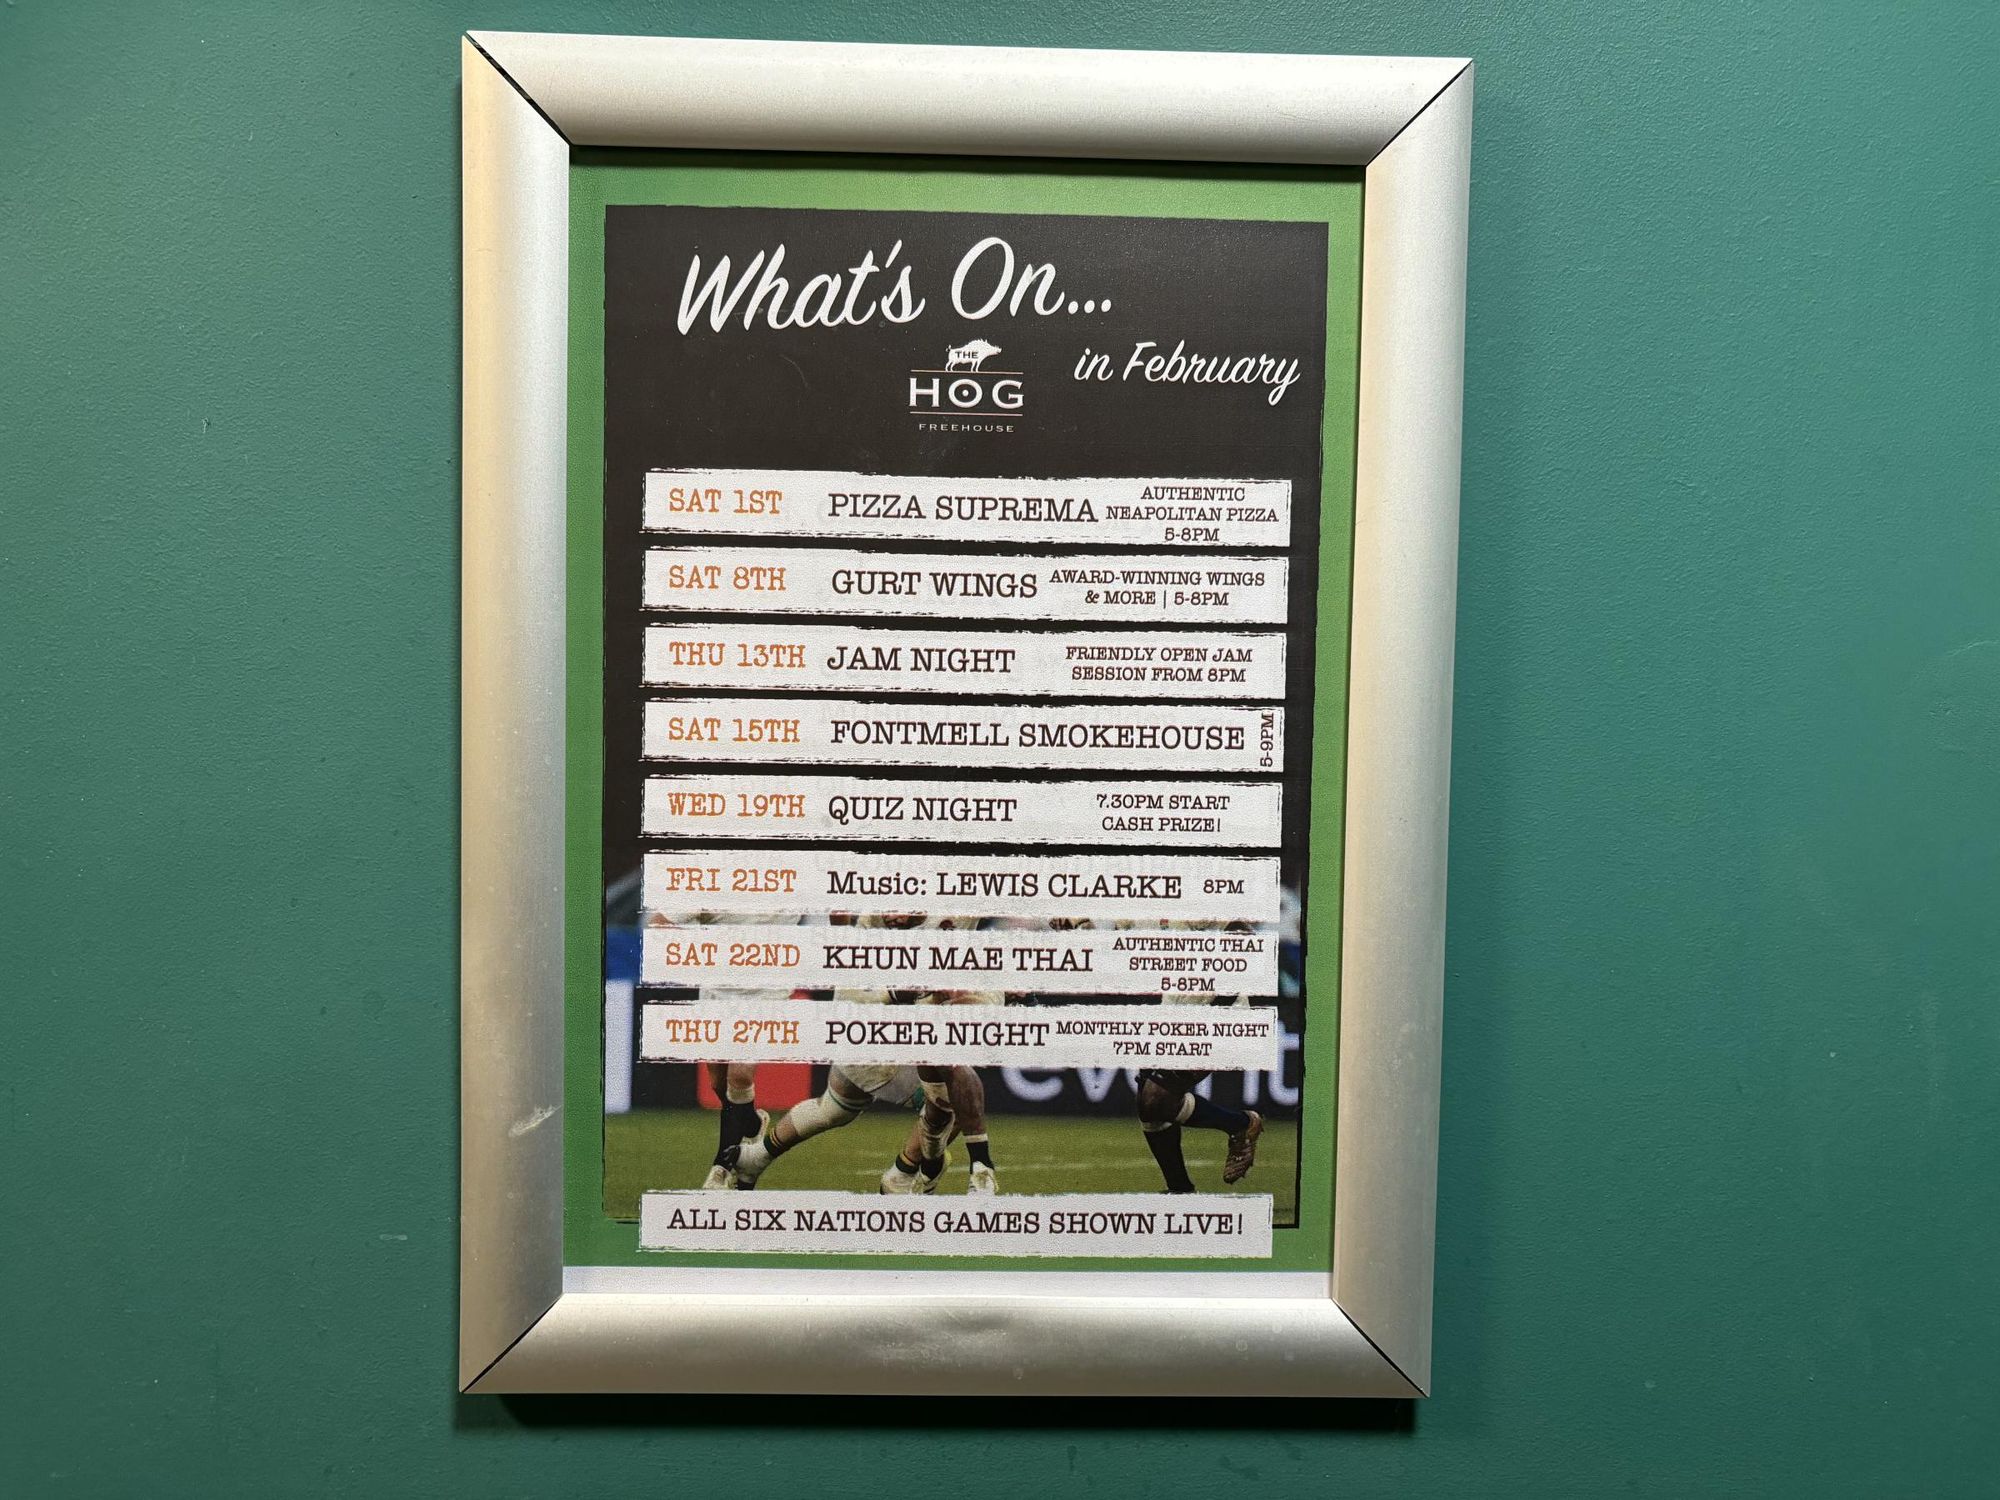 What's On...
in February
THE
HOG
FREEHOUSE
SAT 1ST PIZZA SUPREMA AUTHENTIC
NEAPOLITAN PIZZA
5-8PM
SAT 8TH GURT WINGS AWARD-WINNING WINGS
& MORE | 5-8PM
THU 13TH JAM NIGHT FRIENDLY OPEN JAM
SESSION FROM 8PM
SAT 15TH FONTMELL SMOKEHOUSE 5-9PM
WED 19TH QUIZ NIGHT 7.30PM START
CASH PRIZE!
FRI 21ST Music: LEWIS CLARKE 8PM
SAT 22ND KHUN MAE THAI AUTHENTIC THAI
STREET FOOD
5-8PM
THU 27TH POKER NIGHT MONTHLY POKER NIGHT
7PM START
ALL SIX NATIONS GAMES SHOWN LIVE!